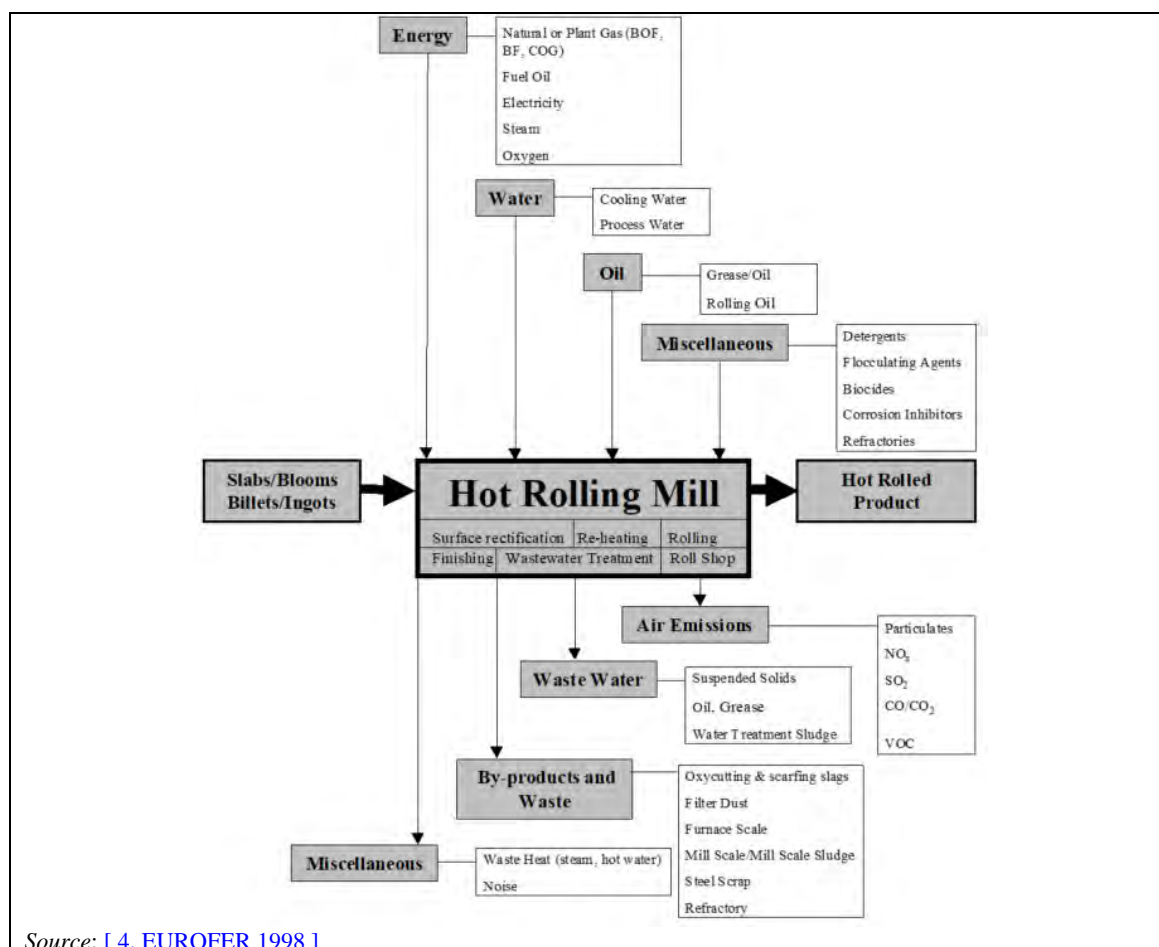 Energy
Natural or Plant Gas (BOF,
BF, COG)
Fuel Oil
Electricity
Steam
Oxygen
Water
Cooling Water
Process Water
Oil
Grease/Oil
Rolling Oil
Miscellaneous
Detergents
Flocculating Agents
Biocides
Corrosion Inhibitors
Refractories
Slabs/Blooms
Billets/Ingots
Hot Rolling Mill
Hot Rolled
Product
Surface rectification Re-heating Rolling
Finishing Wastewater Treatment Roll Shop
Air Emissions
Particulates
NOx
SO2
CO/CO2
VOC
Waste Water
Suspended Solids
Oil, Grease
Water Treatment Sludge
By-products and
Waste
Oxycutting & scarfing slags
Filter Dust
Furnace Scale
Mill Scale/Mill Scale Sludge
Steel Scrap
Refractory
Miscellaneous
Waste Heat (steam, hot water)
Noise
Source: [ 4, EUROFER 1998 ]